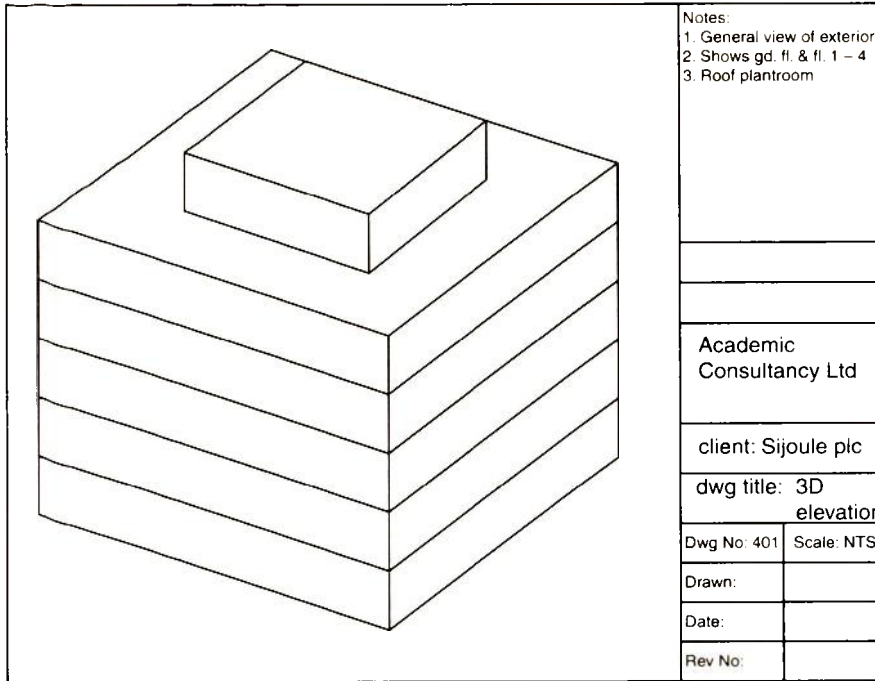 Notes:
1. General view of exterior
2. Shows gd. fl. & fl. 1 – 4
3. Roof plantroom
Academic
Consultancy Ltd
client: Sijoule plc
dwg title: 3D
elevation
Dwg No: 401 Scale: NTS
Drawn:
Date:
Rev No: